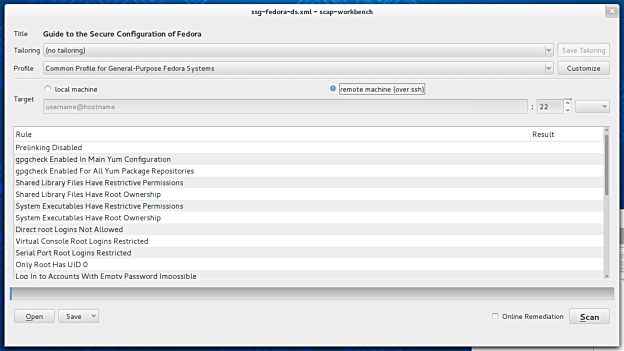 ssg-fedora-ds.xml - scap-workbench
Title Guide to the Secure Configuration of Fedora
Tailoring (no tailoring) Save Tailoring
Profile Common Profile for General-Purpose Fedora Systems Customize
local machine remote machine (over ssh)
Target username@hostname : 22
Rule Result
Prelinking Disabled
gpgcheck Enabled In Main Yum Configuration
gpgcheck Enabled For All Yum Package Repositories
Shared Library Files Have Restrictive Permissions
Shared Library Files Have Root Ownership
System Executables Have Restrictive Permissions
System Executables Have Root Ownership
Direct root Logins Not Allowed
Virtual Console Root Logins Restricted
Serial Port Root Logins Restricted
Only Root Has UID 0
Log In to Accounts With Empty Password Impossible
Open Save Online Remediation Scan